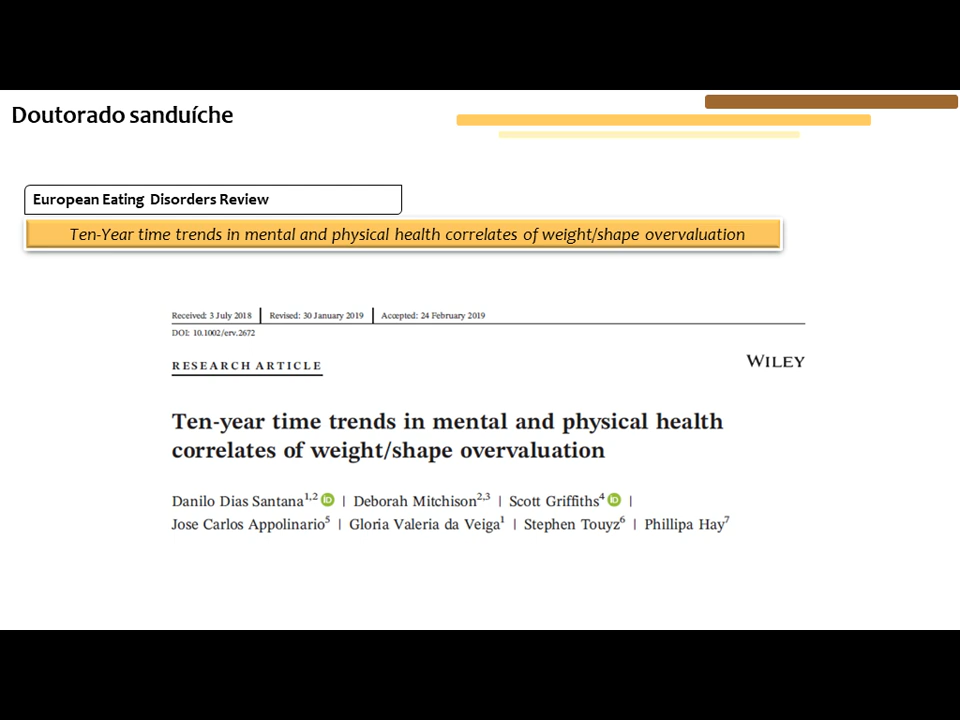 Doutorado sanduíche
European Eating Disorders Review
Ten-Year time trends in mental and physical health correlates of weight/shape overvaluation
Received: 3 July 2018 | Revised: 30 January 2019 | Accepted: 24 February 2019
DOI: 10.1002/erv.2672
RESEARCH ARTICLE
WILEY
Ten-year time trends in mental and physical health
correlates of weight/shape overvaluation
Danilo Dias Santana1,2 iD | Deborah Mitchison2,3 | Scott Griffiths4 iD |
Jose Carlos Appolinario5 | Gloria Valeria da Veiga1 | Stephen Touyz6 | Phillipa Hay7